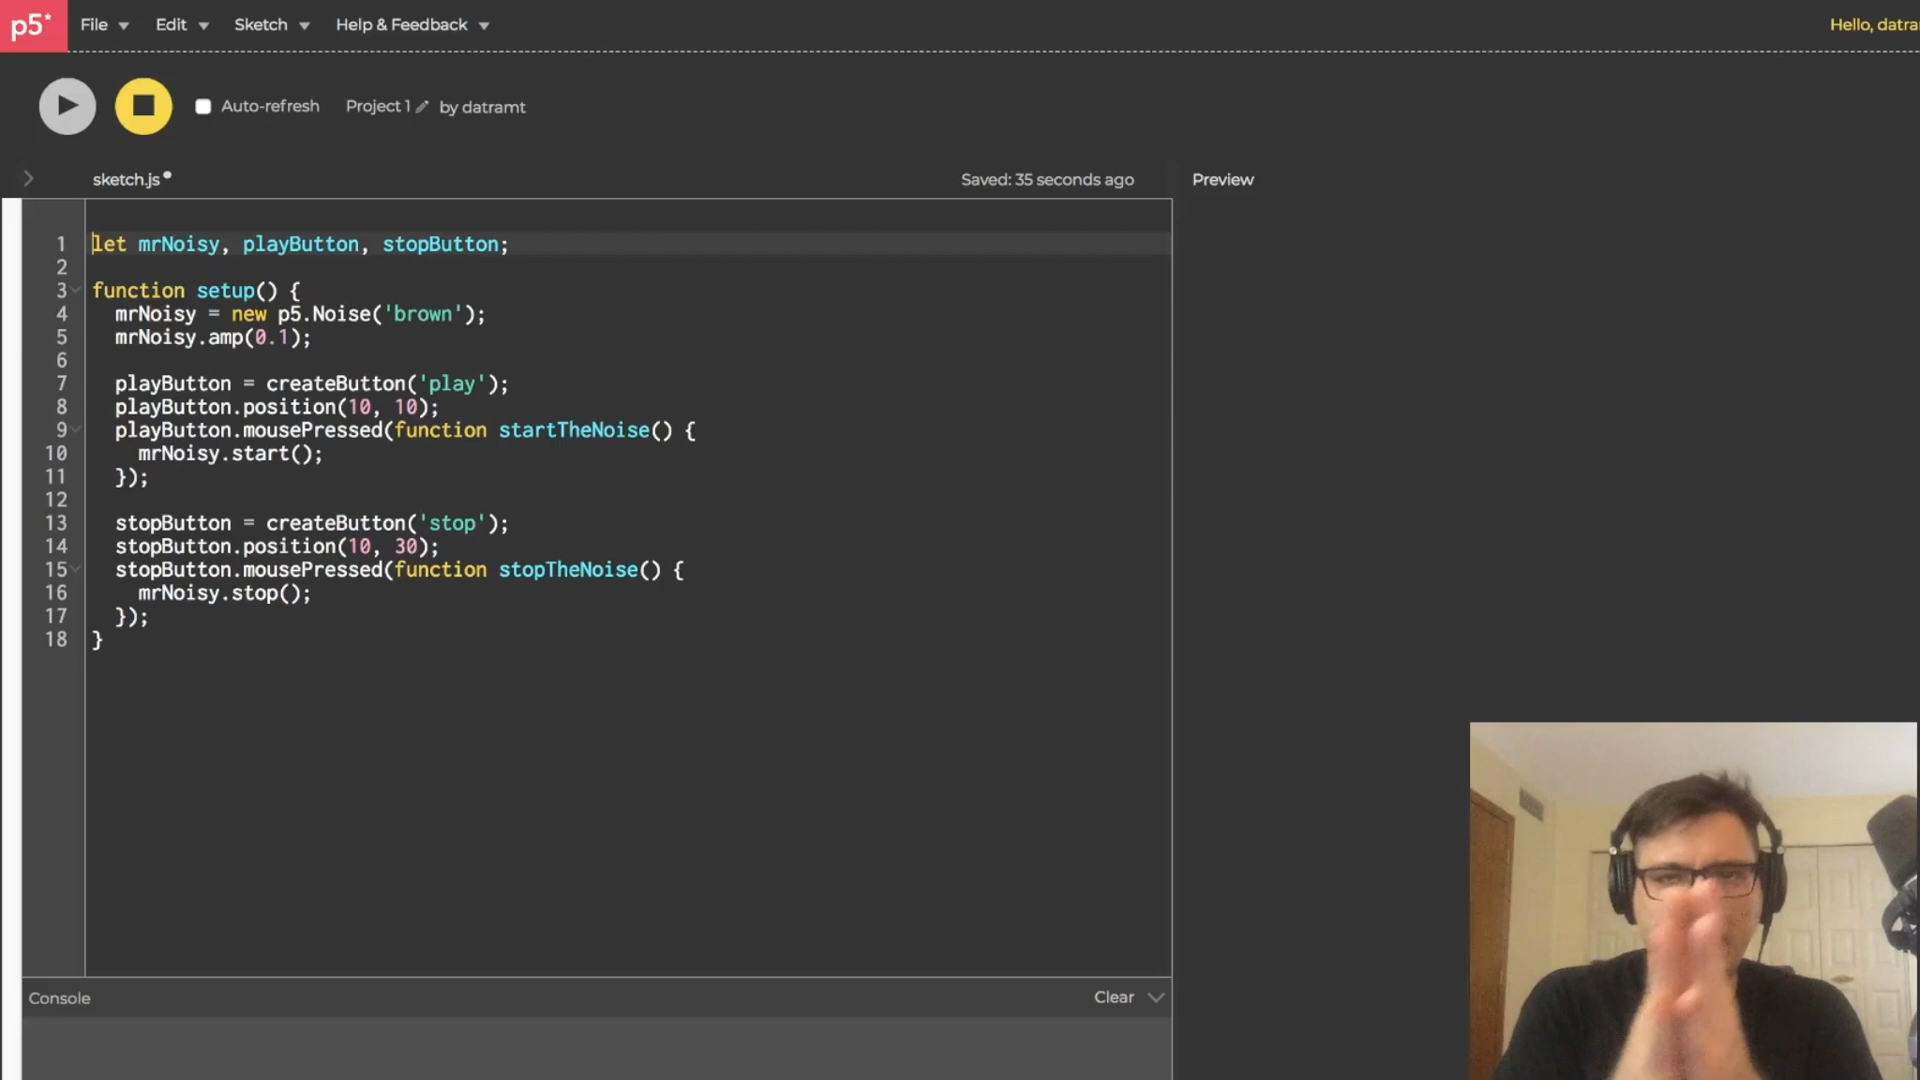 p5* File Edit Sketch Help & Feedback Hello, datra
Auto-refresh Project 1 by datramt
sketch.js Saved: 35 seconds ago Preview
1 let mrNoisy, playButton, stopButton;
2
3 function setup() {
4 mrNoisy = new p5.Noise('brown');
5 mrNoisy.amp(0.1);
6
7 playButton = createButton('play');
8 playButton.position(10, 10);
9 playButton.mousePressed(function startTheNoise() {
10 mrNoisy.start();
11 });
12
13 stopButton = createButton('stop');
14 stopButton.position(10, 30);
15 stopButton.mousePressed(function stopTheNoise() {
16 mrNoisy.stop();
17 });
18 }
Console Clear